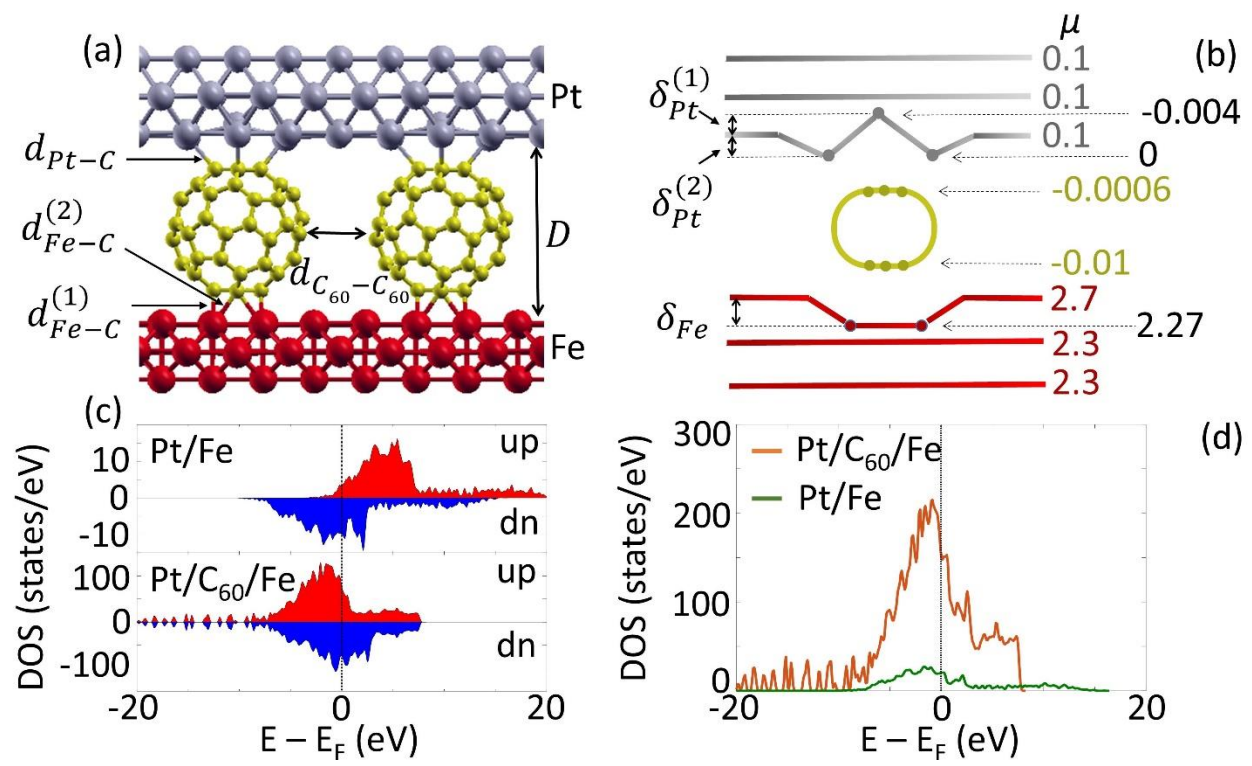 (a)
Pt
d_{Pt-C}
d^{(2)}_{Fe-C}
D
d_{C_{60}-C_{60}}
d^{(1)}_{Fe-C}
Fe
(b)
μ
0.1
δ^{(1)}_{Pt}
0.1
-0.004
0.1
0
δ^{(2)}_{Pt}
-0.0006
-0.01
δ_{Fe}
2.7
2.27
2.3
2.3
(c)
Pt/Fe
up
10
0
dn
-10
Pt/C₆₀/Fe
up
100
0
dn
-100
DOS (states/eV)
-20
0
20
E – E_F (eV)
(d)
300
Pt/C₆₀/Fe
Pt/Fe
200
100
0
DOS (states/eV)
-20
0
20
E – E_F (eV)